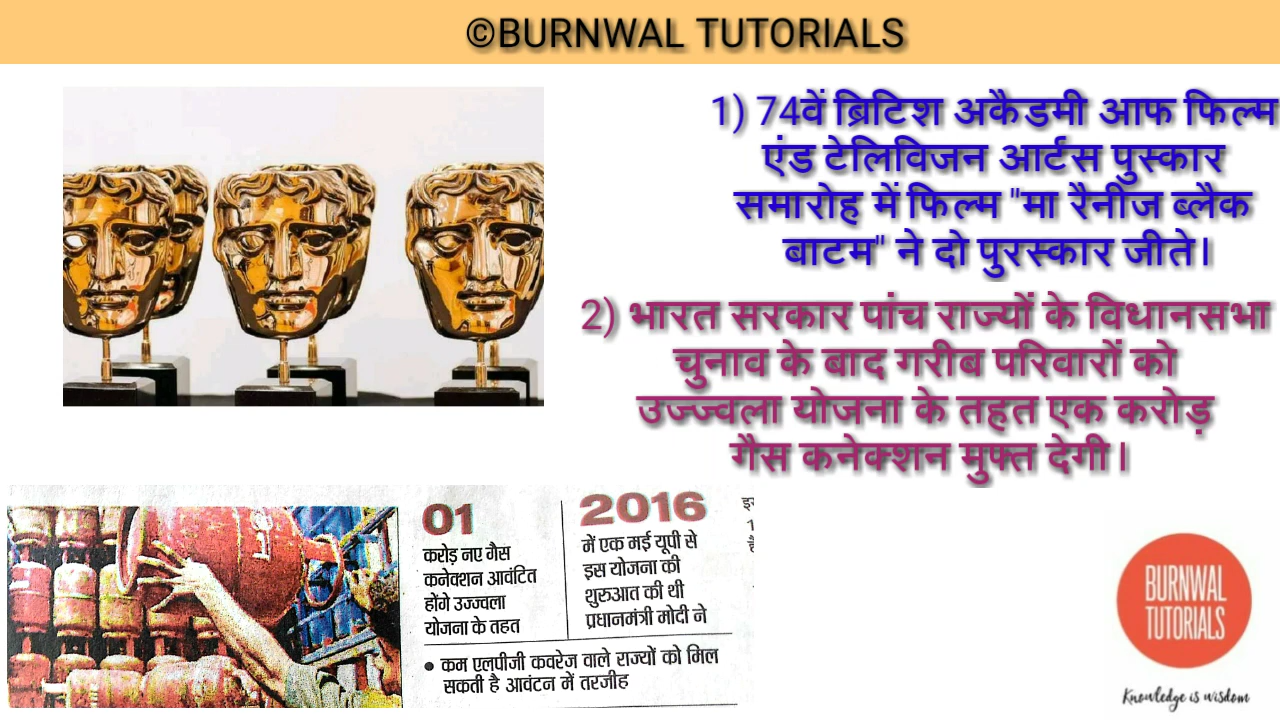 ©BURNWAL TUTORIALS
1) 74वें ब्रिटिश अकैडमी आफ फिल्म
एंड टेलिविजन आर्टस पुस्कार
समारोह में फिल्म "मा रैनीज ब्लैक
बाटम" ने दो पुरस्कार जीते।
2) भारत सरकार पांच राज्यों के विधानसभा
चुनाव के बाद गरीब परिवारों को
उज्ज्वला योजना के तहत एक करोड़
गैस कनेक्शन मुफ्त देगी।
01
करोड़ नए गैस
कनेक्शन आवंटित
होंगे उज्ज्वला
योजना के तहत
2016
में एक मई यूपी से
इस योजना की
शुरुआत की थी
प्रधानमंत्री मोदी ने
● कम एलपीजी कवरेज वाले राज्यों को मिल
सकती है आवंटन में तरजीह
BURNWAL
TUTORIALS
Knowledge is wisdom